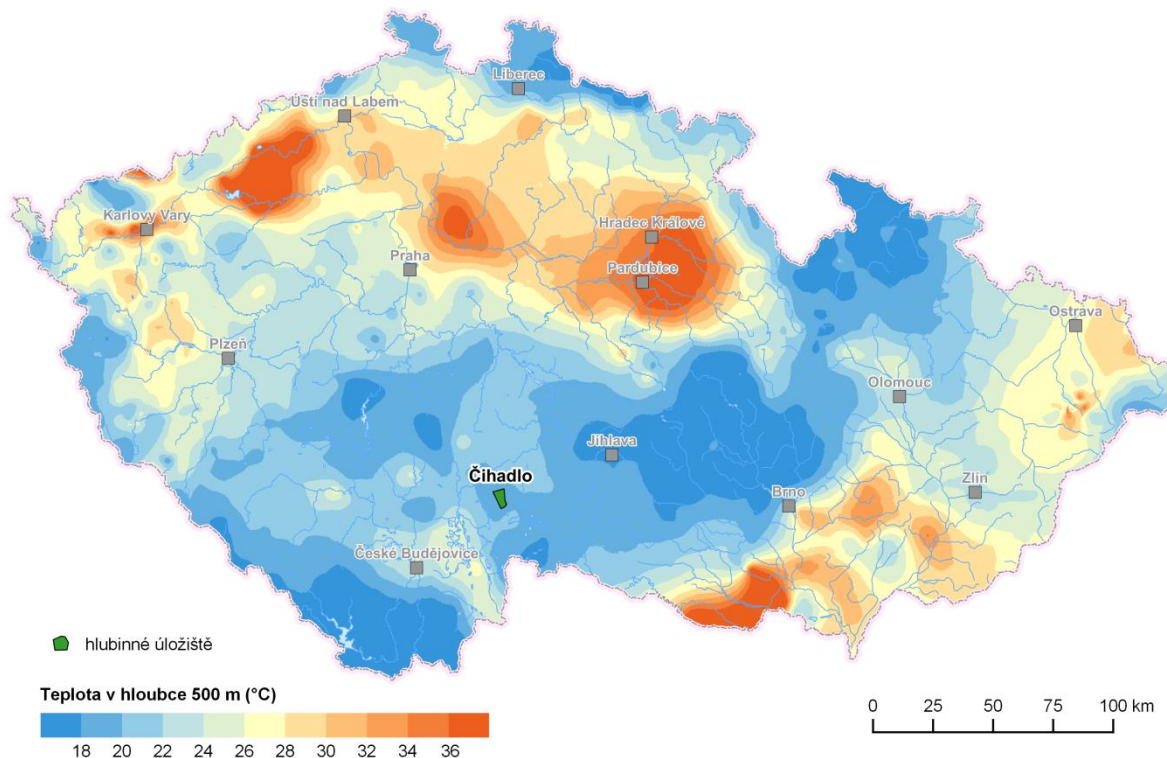 Liberec
Ústí nad Labem
Karlovy Vary
Hradec Králové
Praha
Pardubice
Ostrava
Plzeň
Olomouc
Jihlava
Čihadlo
Zlín
Brno
České Budějovice
hlubinné úložiště
Teplota v hloubce 500 m (°C)
18 20 22 24 26 28 30 32 34 36
0 25 50 75 100 km